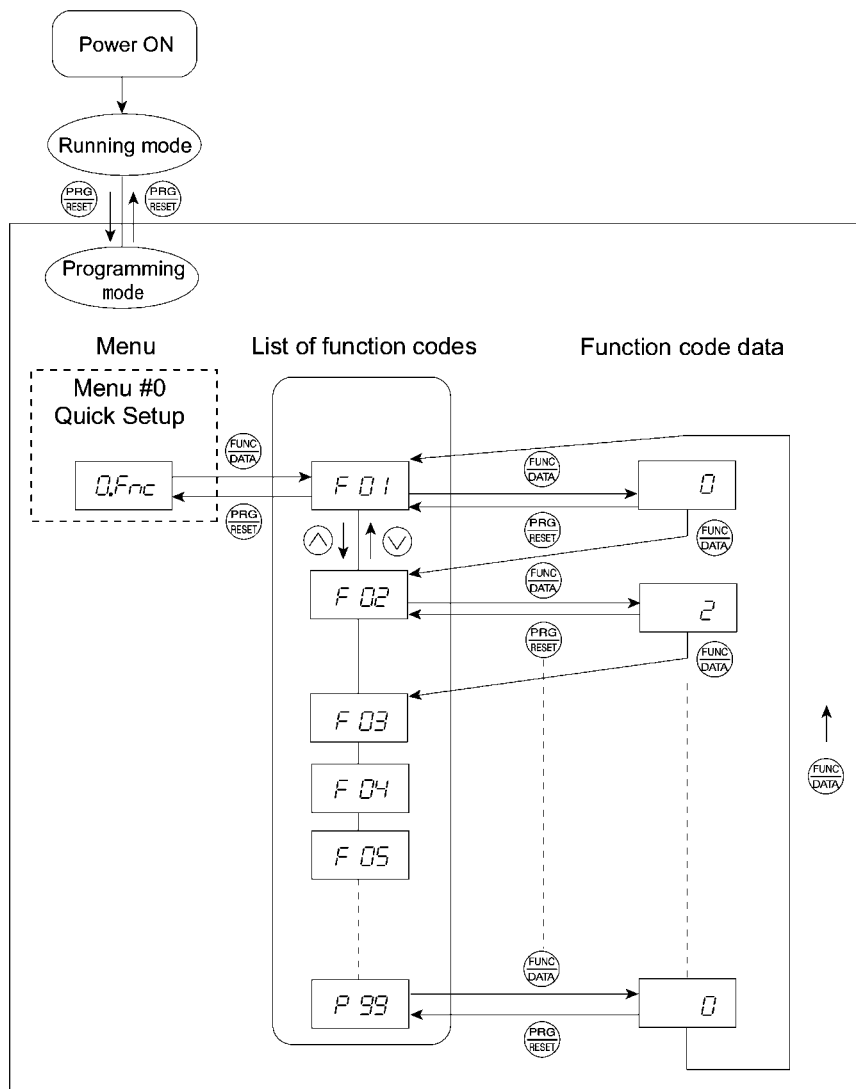 Power ON
Running mode
PRG
RESET
PRG
RESET
Programming
mode
Menu
List of function codes
Function code data
Menu #0
Quick Setup
FUNC
DATA
0.Fnc
F 01
FUNC
DATA
0
PRG
RESET
PRG
RESET
FUNC
DATA
F 02
FUNC
DATA
2
PRG
RESET
FUNC
DATA
F 03
F 04
FUNC
DATA
F 05
FUNC
DATA
P 99
0
PRG
RESET